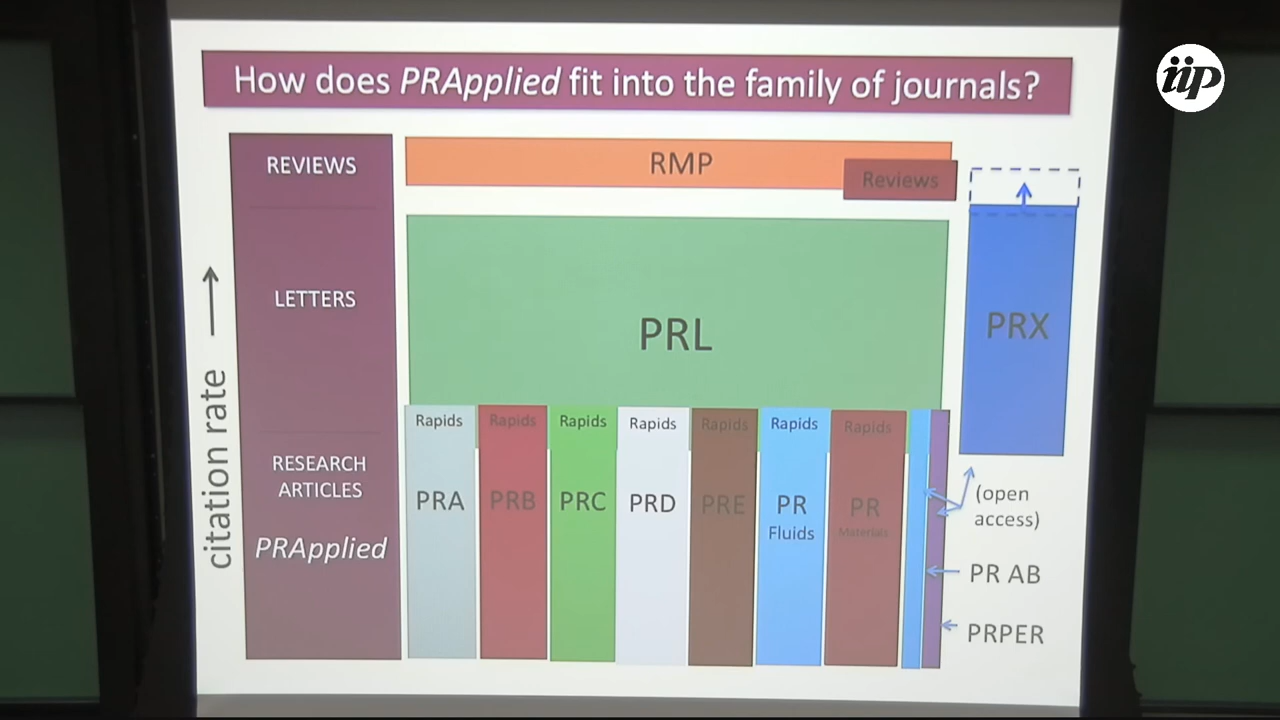 How does PRApplied fit into the family of journals?
iip
REVIEWS
RMP
Reviews
LETTERS
PRL
PRX
citation rate
RESEARCH
ARTICLES
PRApplied
Rapids
PRA
Rapids
PRB
Rapids
PRC
Rapids
PRD
Rapids
PRE
Rapids
PR
Fluids
Rapids
PR
Materials
(open
access)
PR AB
PRPER